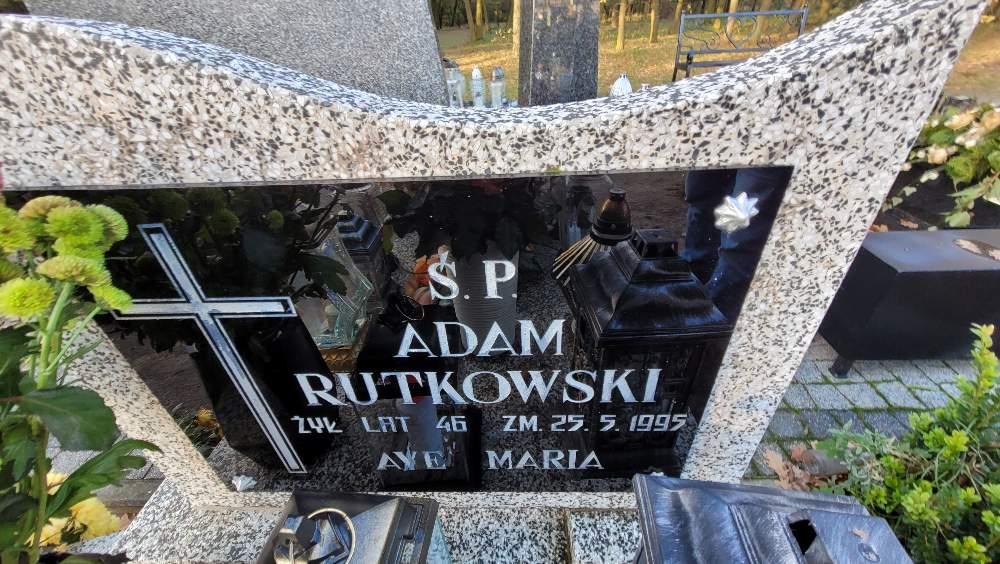 Ś. P.
ADAM
RUTKOWSKI
ŻYŁ LAT 46 ZM. 25. 5. 1995
AVE MARIA